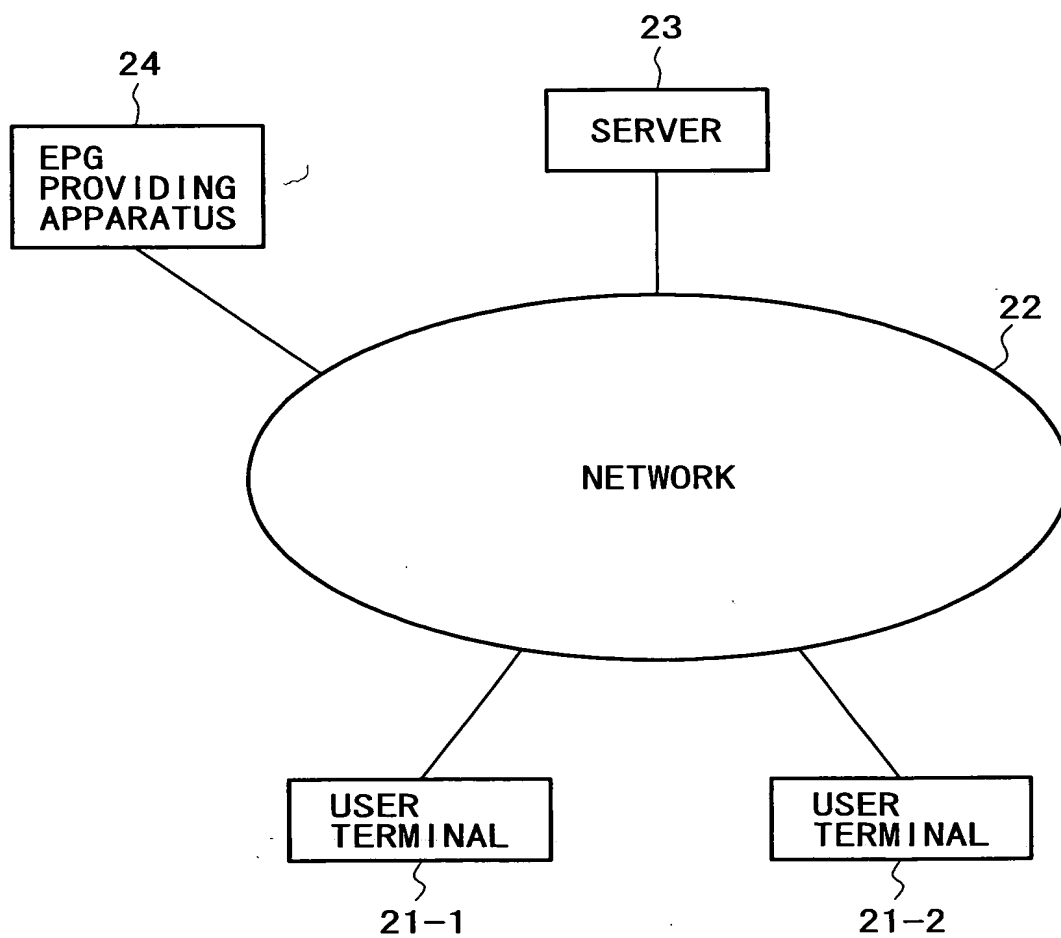 23
24
SERVER
EPG
PROVIDING
APPARATUS
22
NETWORK
USER
TERMINAL
USER
TERMINAL
21-1
21-2